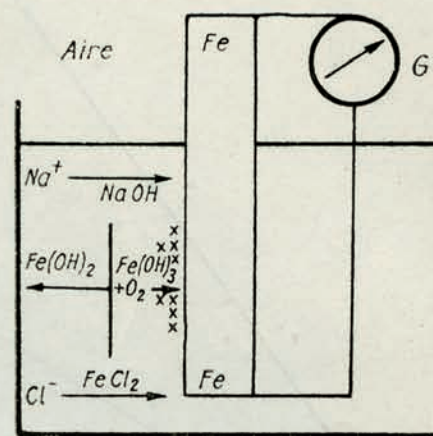 Aire
Fe
G
Na⁺
NaOH
Fe(OH)₂
Fe(OH)₃
+O₂
Cl⁻
FeCl₂
Fe